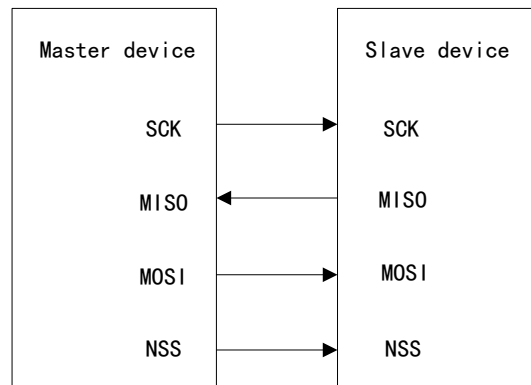 Master device
Slave device
SCK
SCK
MISO
MISO
MOSI
MOSI
NSS
NSS